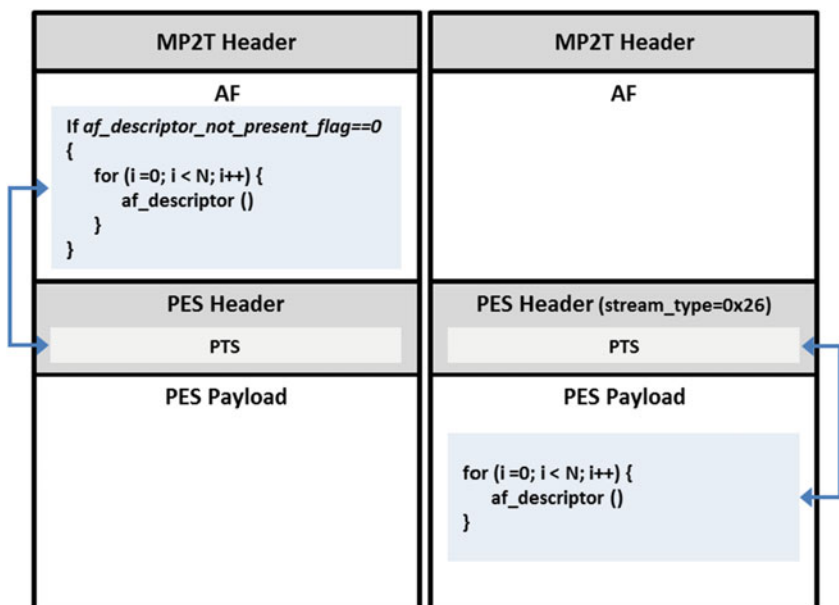 MP2T Header
AF
If af_descriptor_not_present_flag==0
{
for (i =0; i < N; i++) {
af_descriptor ()
}
}
PES Header
PTS
PES Payload
MP2T Header
AF
PES Header (stream_type=0x26)
PTS
PES Payload
for (i =0; i < N; i++) {
af_descriptor ()
}